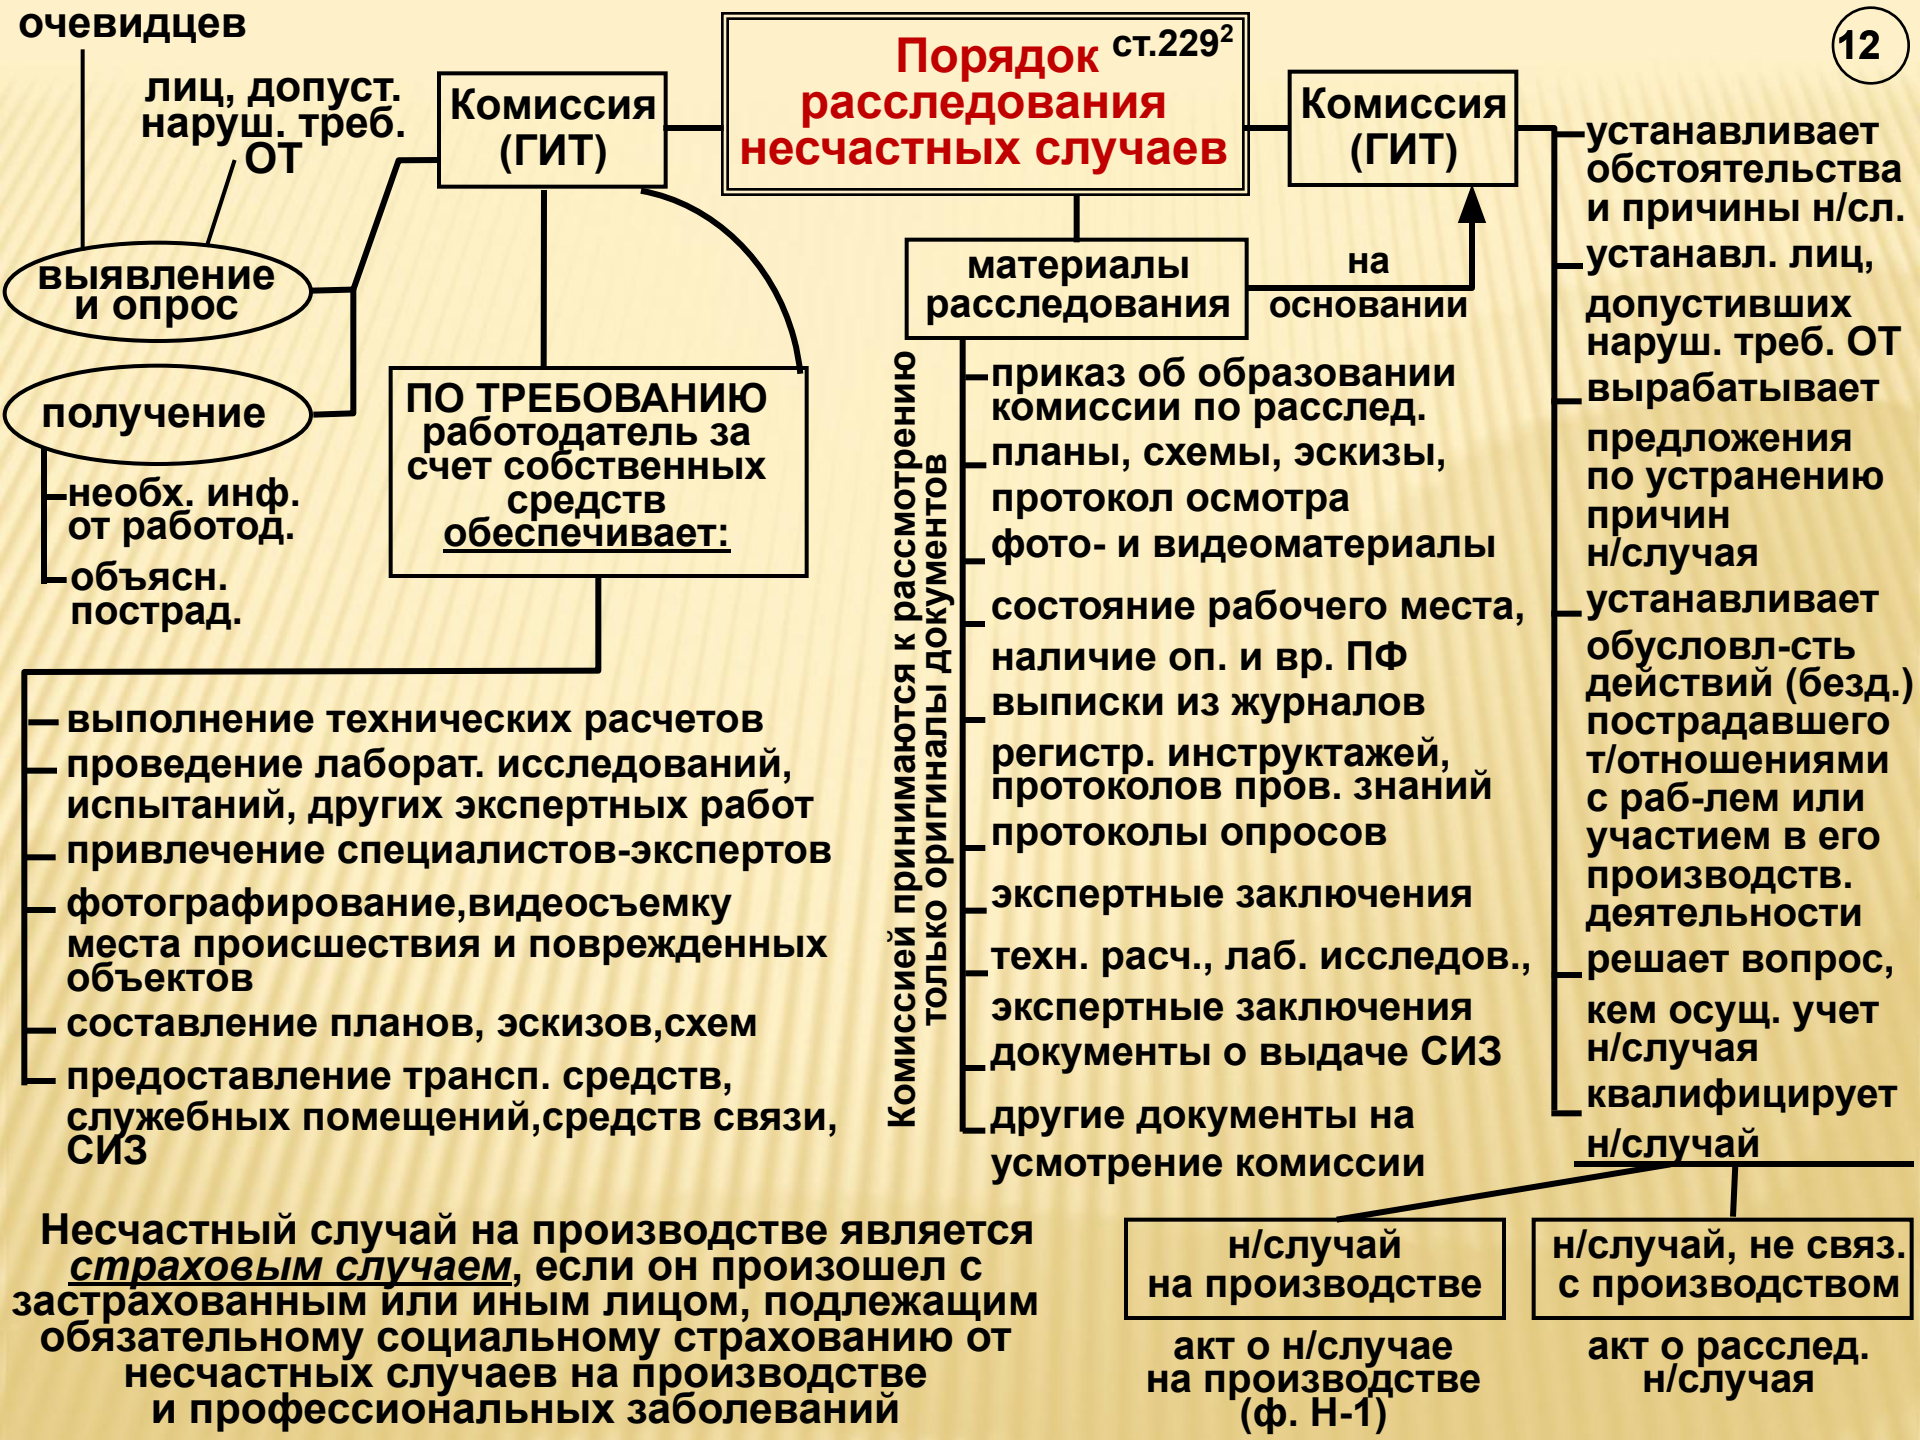 очевидцев
лиц, допуст.
наруш. треб.
ОТ
Комиссия
(ГИТ)
Порядок ст.229²
расследования
несчастных случаев
Комиссия
(ГИТ)
12
выявление
и опрос
получение
необх. инф.
от работод.
объясн.
пострад.
ПО ТРЕБОВАНИЮ
работодатель за
счет собственных
средств
обеспечивает:
выполнение технических расчетов
проведение лаборат. исследований,
испытаний, других экспертных работ
привлечение специалистов-экспертов
фотографирование,видеосъемку
места происшествия и поврежденных
объектов
составление планов, эскизов,схем
предоставление трансп. средств,
служебных помещений,средств связи,
СИЗ
материалы
расследования
на
основании
Комиссией принимаются к рассмотрению
только оригиналы документов
приказ об образовании
комиссии по расслед.
планы, схемы, эскизы,
протокол осмотра
фото- и видеоматериалы
состояние рабочего места,
наличие оп. и вр. ПФ
выписки из журналов
регистр. инструктажей,
протоколов пров. знаний
протоколы опросов
экспертные заключения
техн. расч., лаб. исследов.,
экспертные заключения
документы о выдаче СИЗ
другие документы на
усмотрение комиссии
устанавливает
обстоятельства
и причины н/сл.
устанавл. лиц,
допустивших
наруш. треб. ОТ
вырабатывает
предложения
по устранению
причин
н/случая
устанавливает
обусловл-сть
действий (безд.)
пострадавшего
т/отношениями
с раб-лем или
участием в его
производств.
деятельности
решает вопрос,
кем осущ. учет
н/случая
квалифицирует
н/случай
Несчастный случай на производстве является
страховым случаем, если он произошел с
застрахованным или иным лицом, подлежащим
обязательному социальному страхованию от
несчастных случаев на производстве
и профессиональных заболеваний
н/случай
на производстве
акт о н/случае
на производстве
(ф. Н-1)
н/случай, не связ.
с производством
акт о расслед.
н/случая